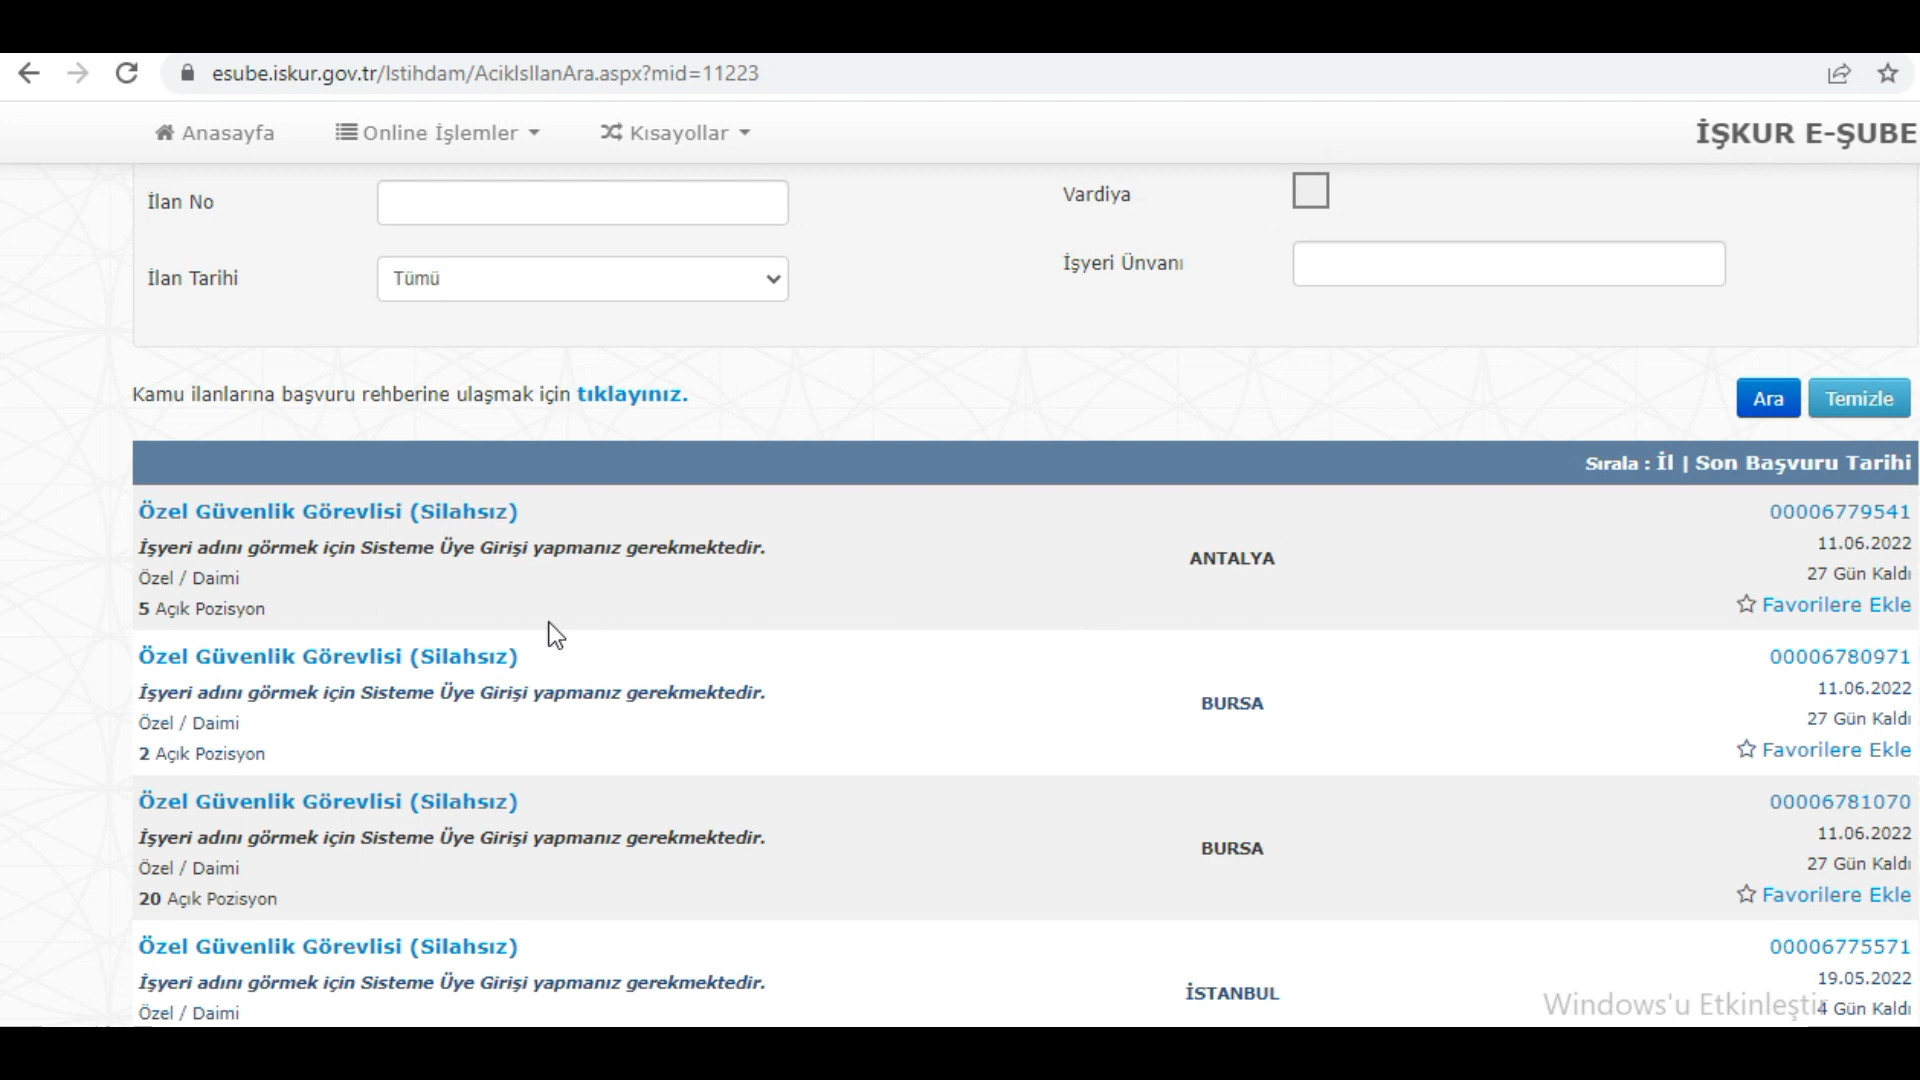 esube.iskur.gov.tr/Istihdam/AcikIsIlanAra.aspx?mid=11223
Anasayfa
Online İşlemler
Kısayollar
İŞKUR E-ŞUBE
İlan No
Vardiya
İlan Tarihi
Tümü
İşyeri Ünvanı
Kamu ilanlarına başvuru rehberine ulaşmak için tıklayınız.
Ara
Temizle
Sırala : İl | Son Başvuru Tarihi
Özel Güvenlik Görevlisi (Silahsız)
İşyeri adını görmek için Sisteme Üye Girişi yapmanız gerekmektedir.
Özel / Daimi
5 Açık Pozisyon
ANTALYA
00006779541
11.06.2022
27 Gün Kaldı
Favorilere Ekle
Özel Güvenlik Görevlisi (Silahsız)
İşyeri adını görmek için Sisteme Üye Girişi yapmanız gerekmektedir.
Özel / Daimi
2 Açık Pozisyon
BURSA
00006780971
11.06.2022
27 Gün Kaldı
Favorilere Ekle
Özel Güvenlik Görevlisi (Silahsız)
İşyeri adını görmek için Sisteme Üye Girişi yapmanız gerekmektedir.
Özel / Daimi
20 Açık Pozisyon
BURSA
00006781070
11.06.2022
27 Gün Kaldı
Favorilere Ekle
Özel Güvenlik Görevlisi (Silahsız)
İşyeri adını görmek için Sisteme Üye Girişi yapmanız gerekmektedir.
Özel / Daimi
İSTANBUL
00006775571
19.05.2022
4 Gün Kaldı
Windows'u Etkinleştir